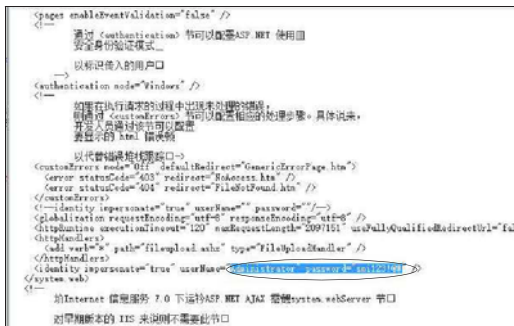 <pages enableEventValidation="false" />
<!--
通过 <authentication> 节可以配置ASP.NET 使用
安全身份验证模式
以标识传入的用户
-->
<authentication mode="Windows" />
<!--
如果在执行请求的过程中出现未处理的错误，
则通过 <customErrors> 节可以配置相应的处理步骤。具体说来，
开发人员通过该节可以配置
要显示的 html 错误页
以代替错误堆栈跟踪-->
<customErrors mode="Off" defaultRedirect="GenericErrorPage.htm">
<error statusCode="403" redirect="NoAccess.htm" />
<error statusCode="404" redirect="FileNotFound.htm" />
</customErrors>
<!--identity impersonate="true" userName="" password=""/-->
<globalization requestEncoding="utf-8" responseEncoding="utf-8" />
<httpRuntime executionTimeout="120" maxRequestLength="2097151" useFullyQualifiedRedirectUrl="fal
<httpHandlers>
<add verb="*" path="fileupload.ashx" type="FileUploadHandler" />
</httpHandlers>
<identity impersonate="true" userName="Administrator" password=
</system.web>
<!--
在Internet 信息服务 7.0 下运行ASP.NET AJAX 需要system.webServer 节
对早期版本的 IIS 来说则不需要此节